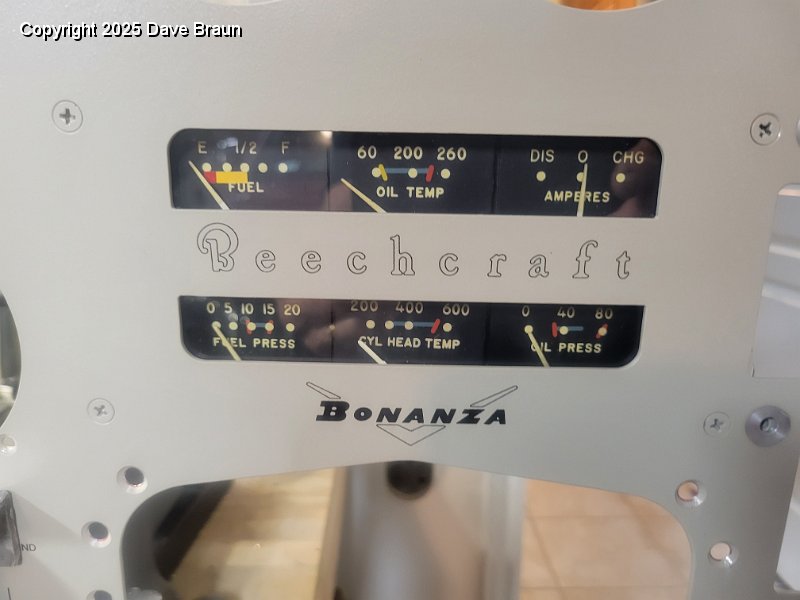 Copyright 2025 Dave Braun
E 1/2 F
FUEL
60 200 260
OIL TEMP
DIS O CHG
AMPERES
Beechcraft
0 5 10 15 20
FUEL PRESS
200 400 600
CYL HEAD TEMP
0 40 80
OIL PRESS
BONANZA
ND